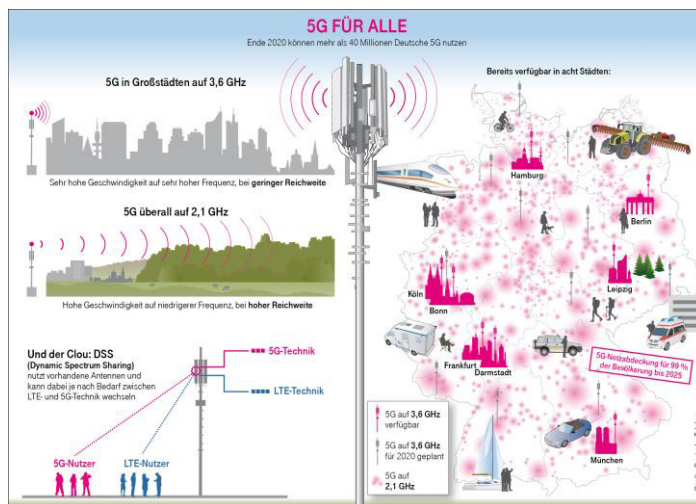 5G FÜR ALLE
Ende 2020 können mehr als 40 Millionen Deutsche 5G nutzen
5G in Großstädten auf 3,6 GHz
Sehr hohe Geschwindigkeit auf sehr hoher Frequenz, bei geringer Reichweite
5G überall auf 2,1 GHz
Hohe Geschwindigkeit auf niedrigerer Frequenz, bei hoher Reichweite
Und der Clou: DSS
(Dynamic Spectrum Sharing)
nutzt vorhandene Antennen und
kann dabei je nach Bedarf zwischen
LTE- und 5G-Technik wechseln
5G-Technik
LTE-Technik
5G-Nutzer
LTE-Nutzer
Bereits verfügbar in acht Städten:
Hamburg
Berlin
Leipzig
Köln
Bonn
Frankfurt
Darmstadt
München
5G-Netzabdeckung für 99 %
der Bevölkerung bis 2025
5G auf 3,6 GHz
verfügbar
5G auf 3,6 GHz
für 2020 geplant
5G auf
2,1 GHz